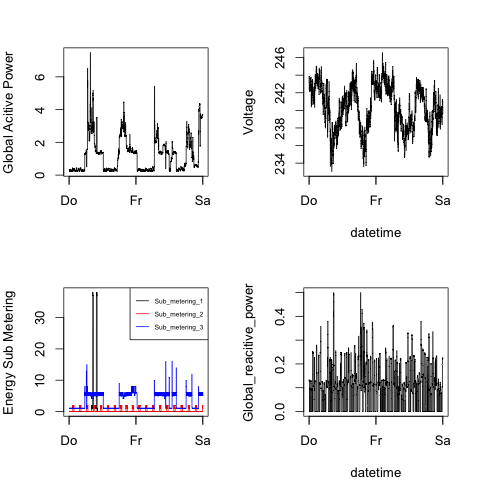 Global Acitive Power
6
4
2
0
Do
Fr
Sa
Voltage
246
242
238
234
Do
Fr
Sa
datetime
Energy Sub Metering
30
20
10
0
Sub_metering_1
Sub_metering_2
Sub_metering_3
Do
Fr
Sa
Global_reacitive_power
0.4
0.2
0.0
Do
Fr
Sa
datetime